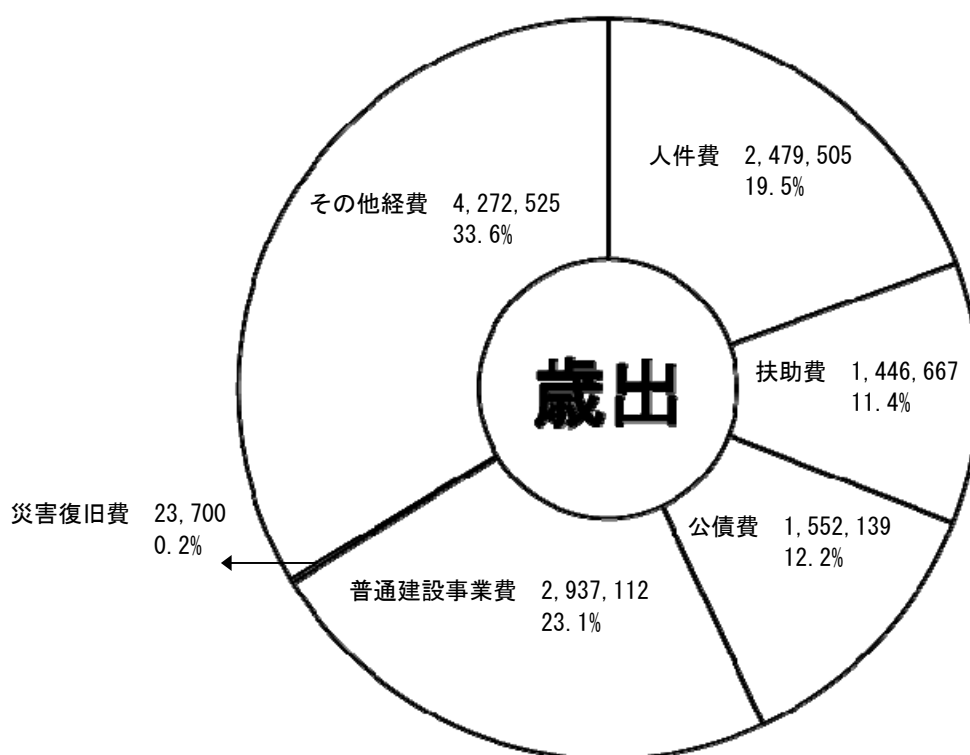 人件費 2,479,505
19.5%
扶助費 1,446,667
11.4%
公債費 1,552,139
12.2%
普通建設事業費 2,937,112
23.1%
災害復旧費 23,700
0.2%
その他経費 4,272,525
33.6%
歳出